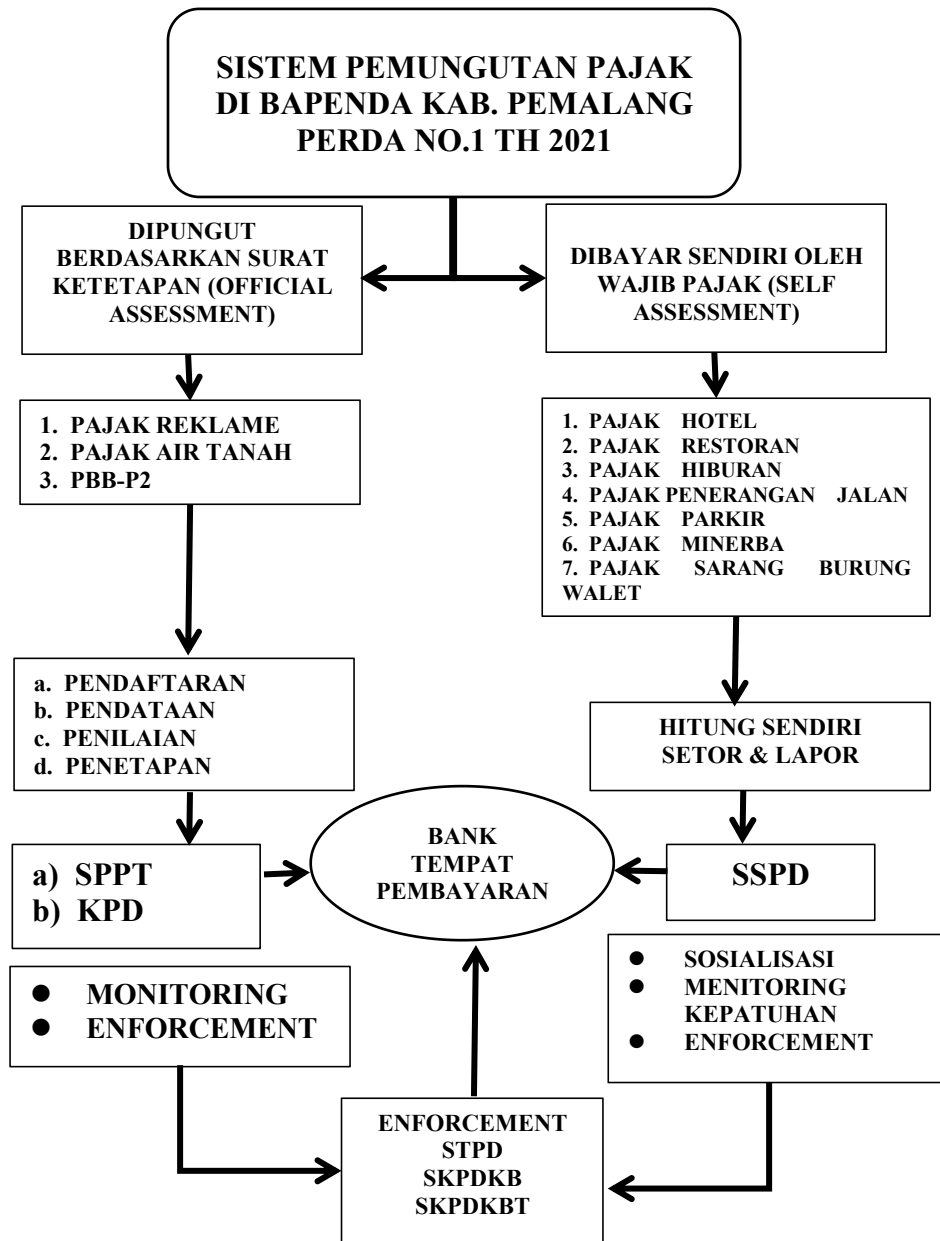 SISTEM PEMUNGUTAN PAJAK
DI BAPENDA KAB. PEMALANG
PERDA NO.1 TH 2021
DIPUNGUT
BERDASARKAN SURAT
KETETAPAN (OFFICIAL
ASSESSMENT)
DIBAYAR SENDIRI OLEH
WAJIB PAJAK (SELF
ASSESSMENT)
1. PAJAK REKLAME
2. PAJAK AIR TANAH
3. PBB-P2
1. PAJAK HOTEL
2. PAJAK RESTORAN
3. PAJAK HIBURAN
4. PAJAK PENERANGAN JALAN
5. PAJAK PARKIR
6. PAJAK MINERBA
7. PAJAK SARANG BURUNG
WALET
a. PENDAFTARAN
b. PENDATAAN
c. PENILAIAN
d. PENETAPAN
HITUNG SENDIRI
SETOR & LAPOR
a) SPPT
b) KPD
BANK
TEMPAT
PEMBAYARAN
SSPD
● MONITORING
● ENFORCEMENT
● SOSIALISASI
● MENITORING
KEPATUHAN
● ENFORCEMENT
ENFORCEMENT
STPD
SKPDKB
SKPDKBT